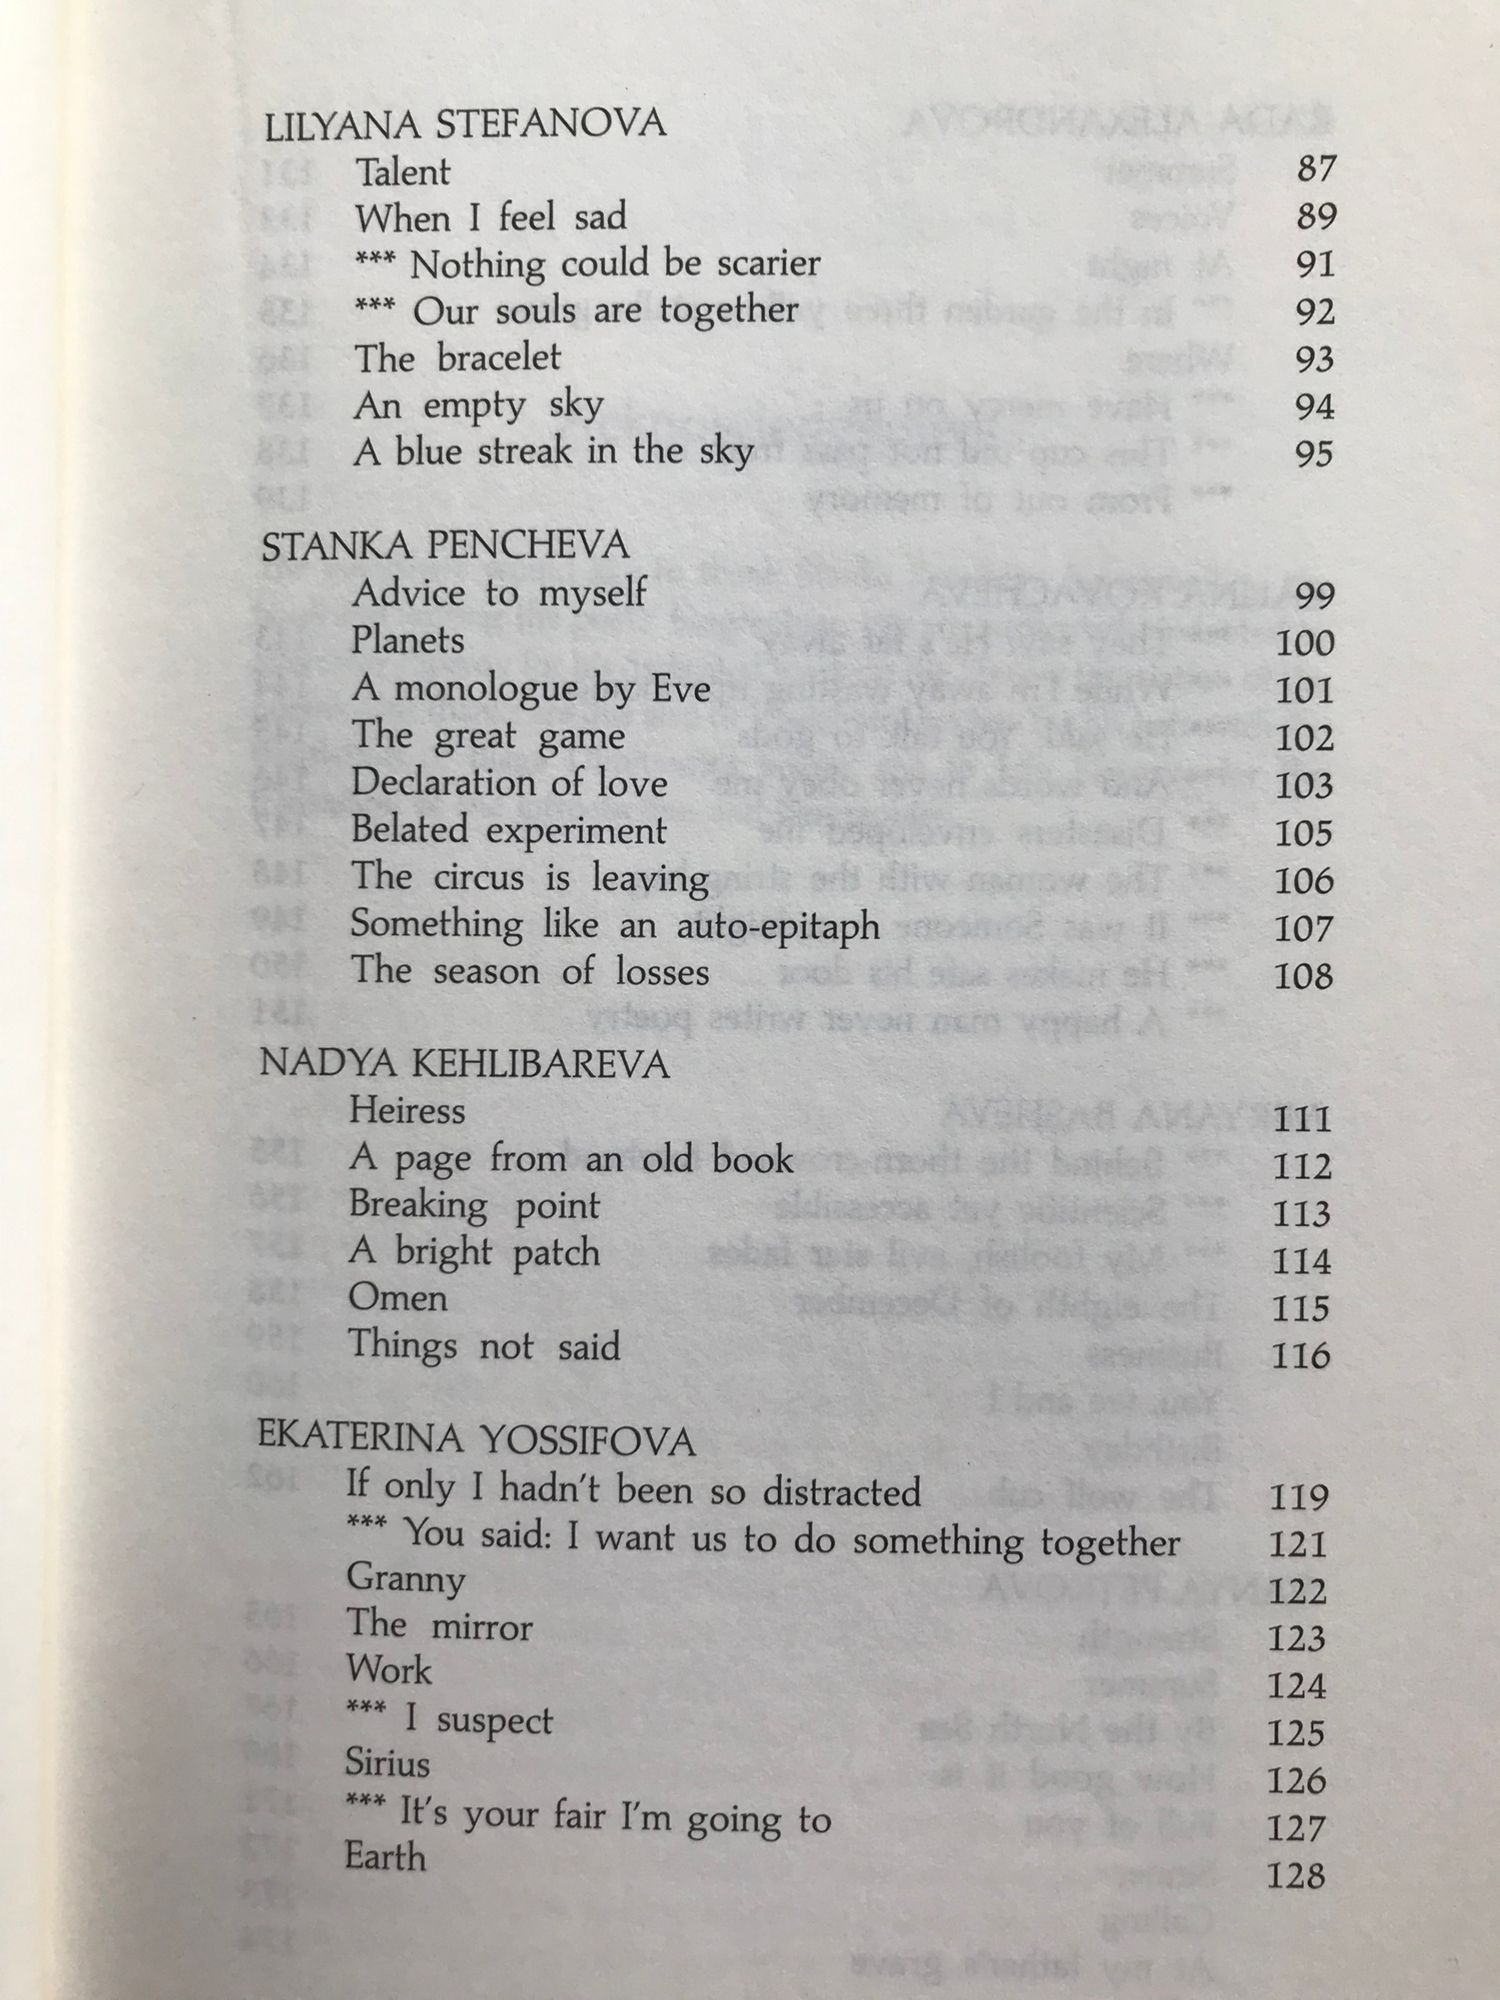 LILYANA STEFANOVA
Talent 87
When I feel sad 89
*** Nothing could be scarier 91
*** Our souls are together 92
The bracelet 93
An empty sky 94
A blue streak in the sky 95
STANKA PENCHEVA
Advice to myself 99
Planets 100
A monologue by Eve 101
The great game 102
Declaration of love 103
Belated experiment 105
The circus is leaving 106
Something like an auto-epitaph 107
The season of losses 108
NADYA KEHLIBAREVA
Heiress 111
A page from an old book 112
Breaking point 113
A bright patch 114
Omen 115
Things not said 116
EKATERINA YOSSIFOVA
If only I hadn't been so distracted 119
*** You said: I want us to do something together 121
Granny 122
The mirror 123
Work 124
*** I suspect 125
Sirius 126
*** It's your fair I'm going to 127
Earth 128